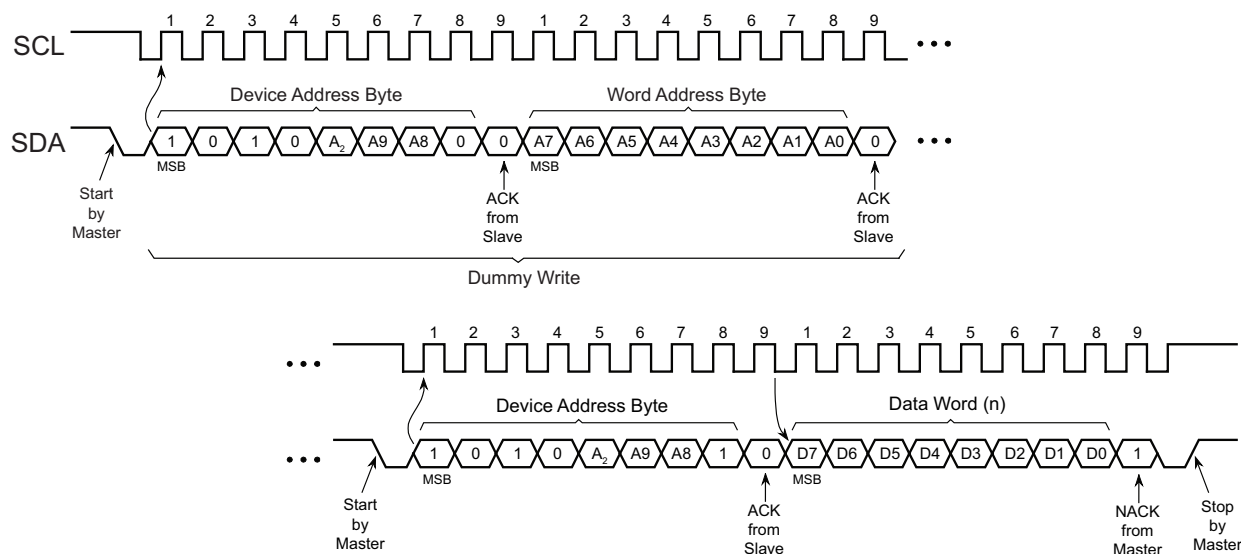 1 2 3 4 5 6 7 8 9 1 2 3 4 5 6 7 8 9
SCL
Device Address Byte Word Address Byte
SDA 1 0 1 0 A₂ A9 A8 0 0 A7 A6 A5 A4 A3 A2 A1 A0 0
MSB MSB
Start by Master
ACK from Slave
ACK from Slave
Dummy Write
1 2 3 4 5 6 7 8 9 1 2 3 4 5 6 7 8 9
Device Address Byte Data Word (n)
1 0 1 0 A₂ A9 A8 1 0 D7 D6 D5 D4 D3 D2 D1 D0 1
MSB MSB
Start by Master
ACK from Slave
NACK from Master
Stop by Master